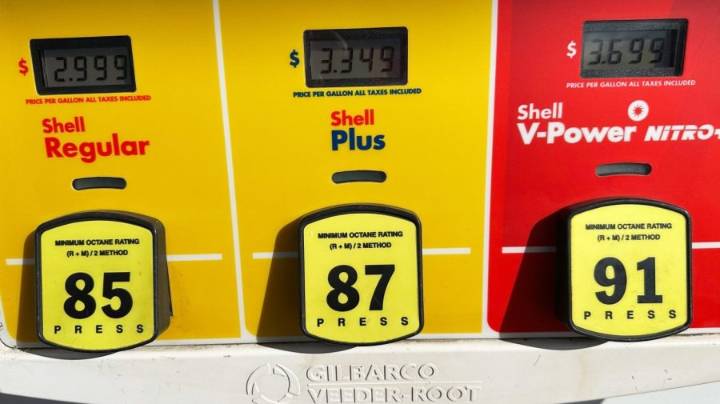 $ 2.999
PRICE PER GALLON ALL TAXES INCLUDED
Shell
Regular
MINIMUM OCTANE RATING
(R + M) / 2 METHOD
85
PRESS
$ 3.349
PRICE PER GALLON ALL TAXES INCLUDED
Shell
Plus
MINIMUM OCTANE RATING
(R + M) / 2 METHOD
87
PRESS
$ 3.699
PRICE PER GALLON ALL TAXES INCLUDED
Shell
V-Power NiTRO+
MINIMUM OCTANE RATING
(R + M) / 2 METHOD
91
PRESS
GILBARCO
VEEDER-ROOT